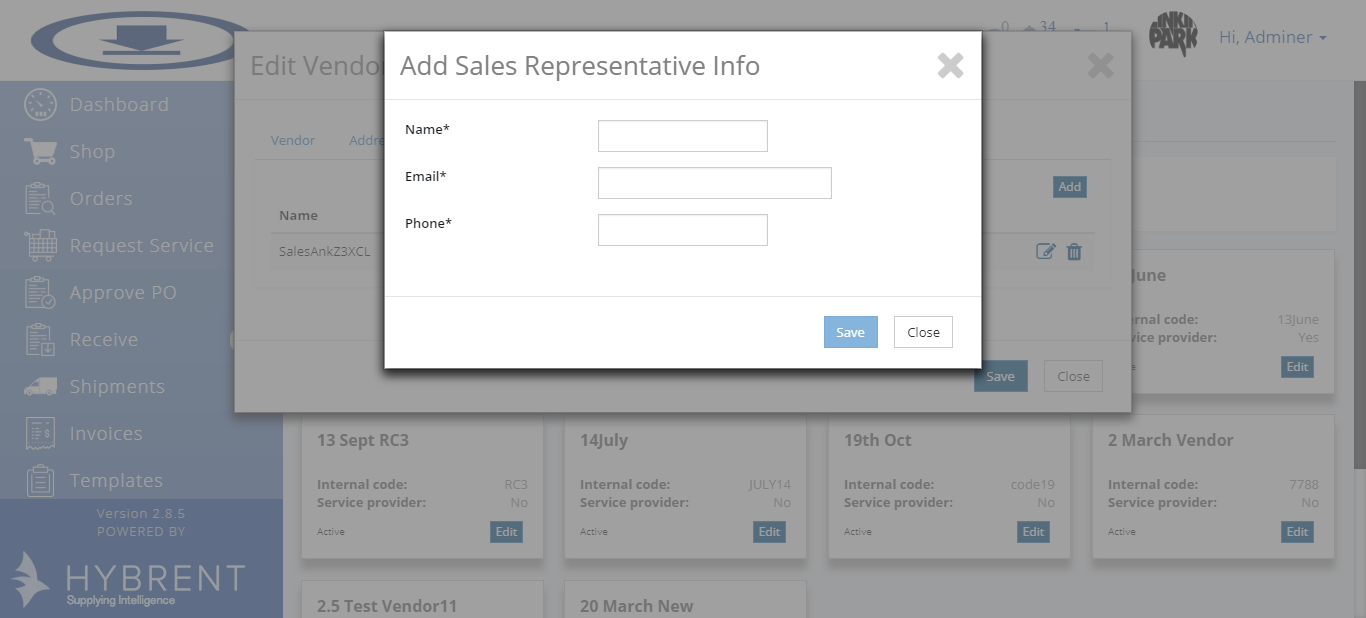 0 34 1
LINKIN
PARK
Hi, Adminer
Edit Vendor
Add Sales Representative Info
Dashboard
Shop
Orders
Request Service
Approve PO
Receive
Shipments
Invoices
Templates
Version 2.8.5
POWERED BY
HYBRENT
Supplying Intelligence
Vendor Addre
Add
Name
SalesAnkZ3XCL
Name*
Email*
Phone*
Save Close
Save Close
June
rnal code: 13June
vice provider: Yes
Edit
13 Sept RC3
Internal code: RC3
Service provider: No
Active Edit
14July
Internal code: JULY14
Service provider: No
Active Edit
19th Oct
Internal code: code19
Service provider: No
Active Edit
2 March Vendor
Internal code: 7788
Service provider: No
Active Edit
2.5 Test Vendor11
20 March New